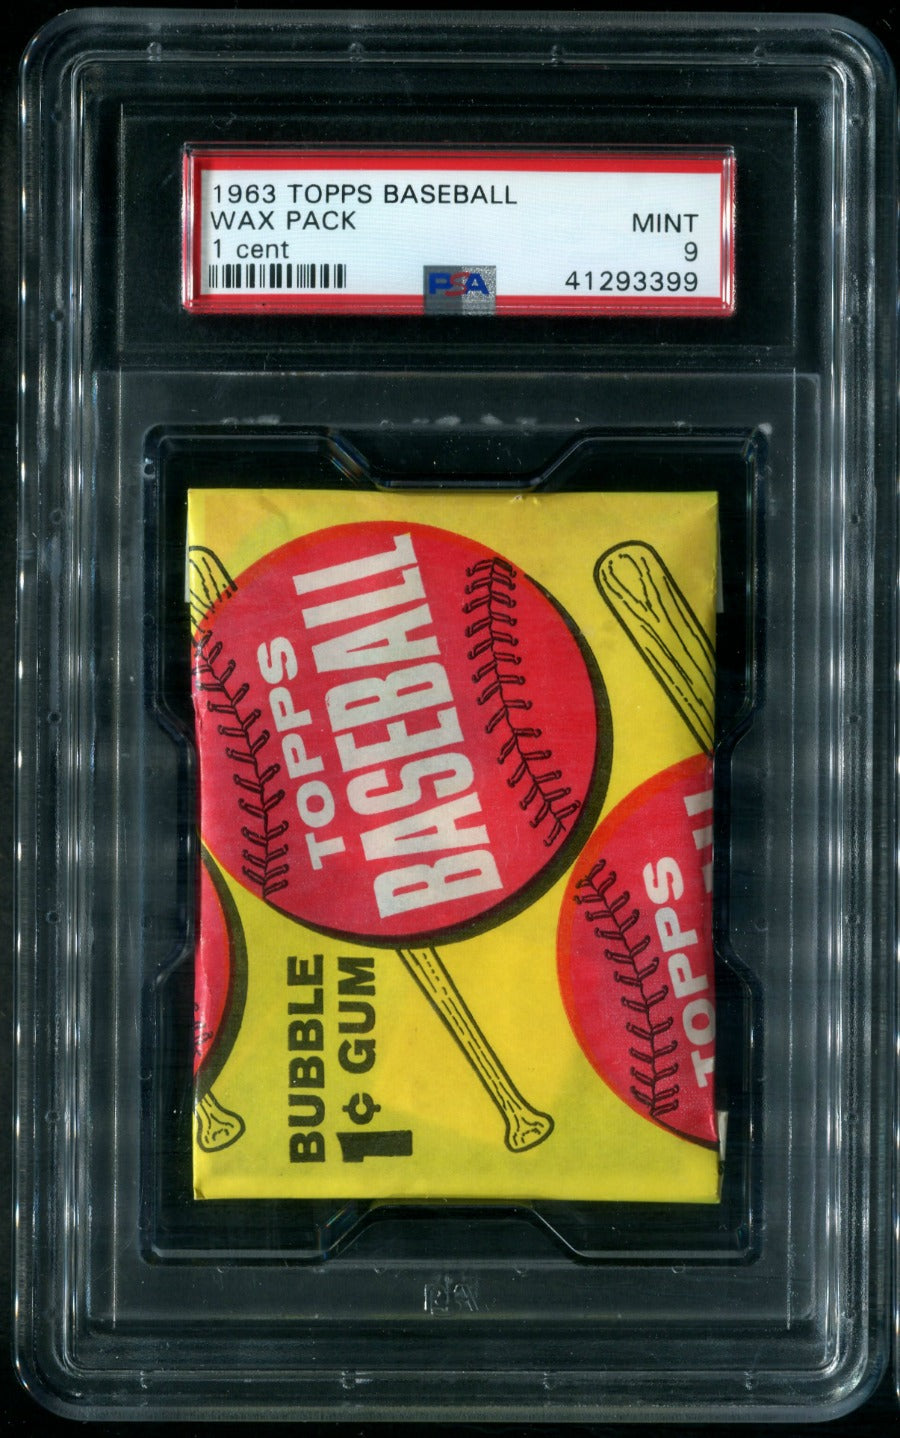 1963 TOPPS BASEBALL
WAX PACK
MINT
1 cent
9
PSA
41293399
TOPPS
BASEBALL
TOPPS
BUBBLE
1¢ GUM